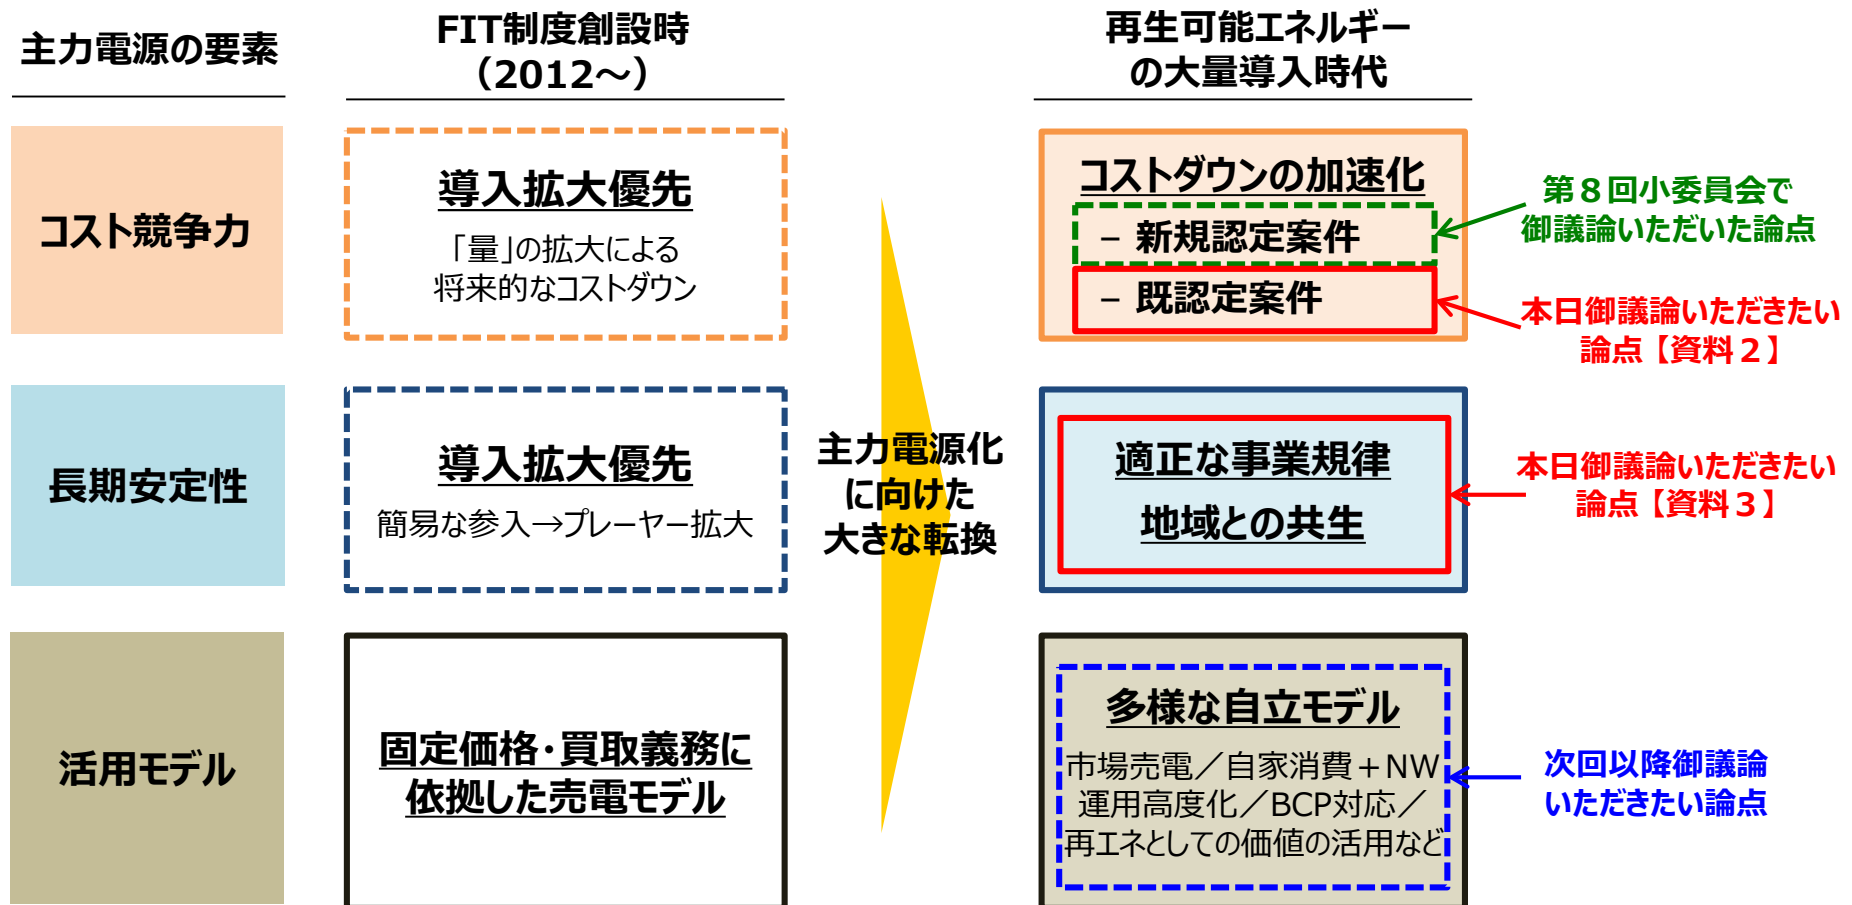 主力電源の要素
FIT制度創設時
（2012～）
再生可能エネルギー
の大量導入時代
コスト競争力
導入拡大優先
「量」の拡大による
将来的なコストダウン
コストダウンの加速化
– 新規認定案件
– 既認定案件
第８回小委員会で
御議論いただいた論点
本日御議論いただきたい
論点【資料２】
長期安定性
導入拡大優先
簡易な参入→プレーヤー拡大
主力電源化
に向けた
大きな転換
適正な事業規律
地域との共生
本日御議論いただきたい
論点【資料３】
活用モデル
固定価格・買取義務に
依拠した売電モデル
多様な自立モデル
市場売電／自家消費＋NW
運用高度化／BCP対応／
再エネとしての価値の活用など
次回以降御議論
いただきたい論点